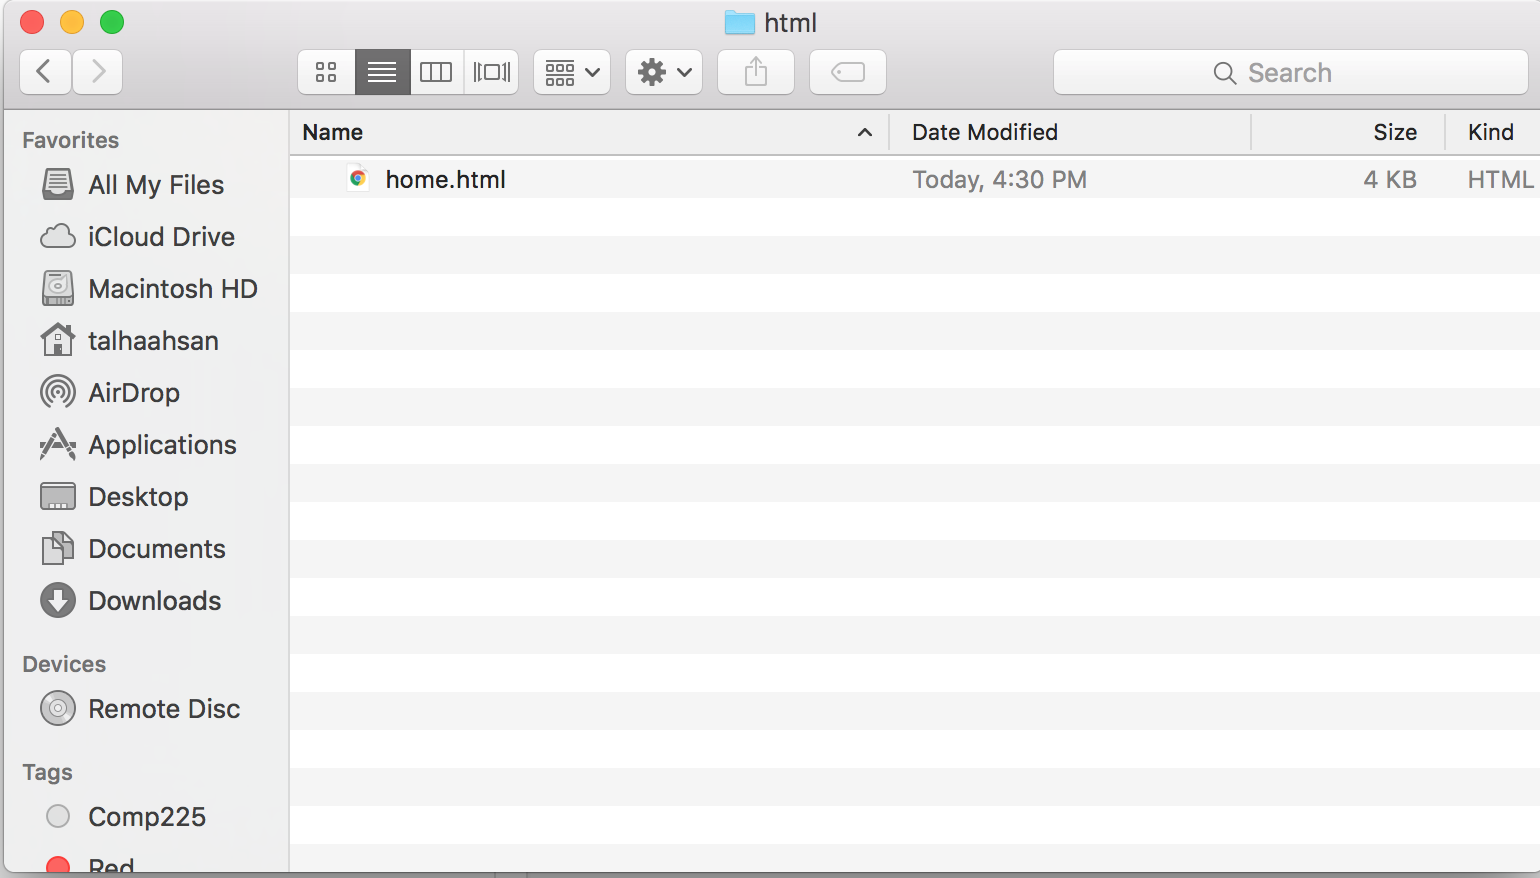 html
Search
Favorites
All My Files
iCloud Drive
Macintosh HD
talhaahsan
AirDrop
Applications
Desktop
Documents
Downloads
Devices
Remote Disc
Tags
Comp225
Red
Name Date Modified Size Kind
home.html Today, 4:30 PM 4 KB HTML